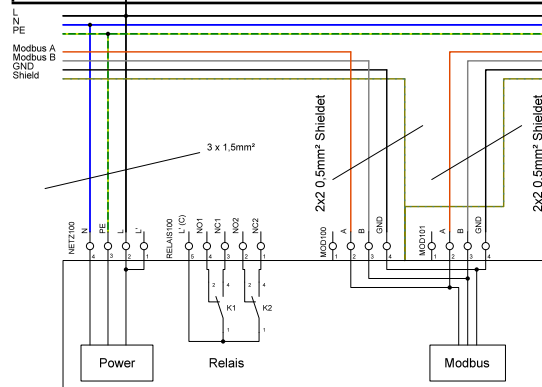 L
N
PE
Modbus A
Modbus B
GND
Shield
3 x 1,5mm²
2x2 0,5mm² Shieldet
2x2 0,5mm² Shieldet
NETZ100
N
PE
L
L'
4
3
2
1
RELAIS100
L' (C)
NO1
NC1
NO2
NC2
5
4
3
2
1
MOD100
A
B
GND
1
2
3
4
MOD101
A
B
GND
1
2
3
4
2
4
2
4
K1
K2
1
1
Power
Relais
Modbus